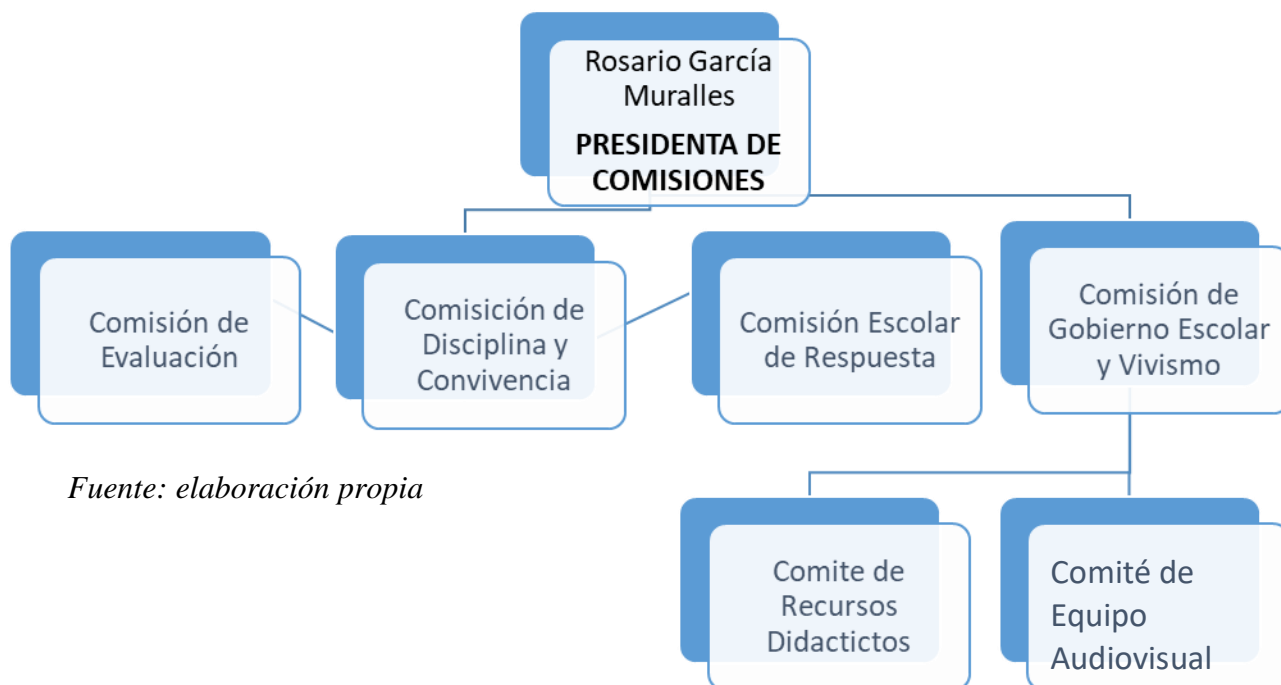 Rosario García
Muralles
PRESIDENTA DE
COMISIONES
Comisión de
Evaluación
Comisición de
Disciplina y
Convivencia
Comisión Escolar
de Respuesta
Comisión de
Gobierno Escolar
y Vivismo
Fuente: elaboración propia
Comite de
Recursos
Didactictos
Comité de
Equipo
Audiovisual